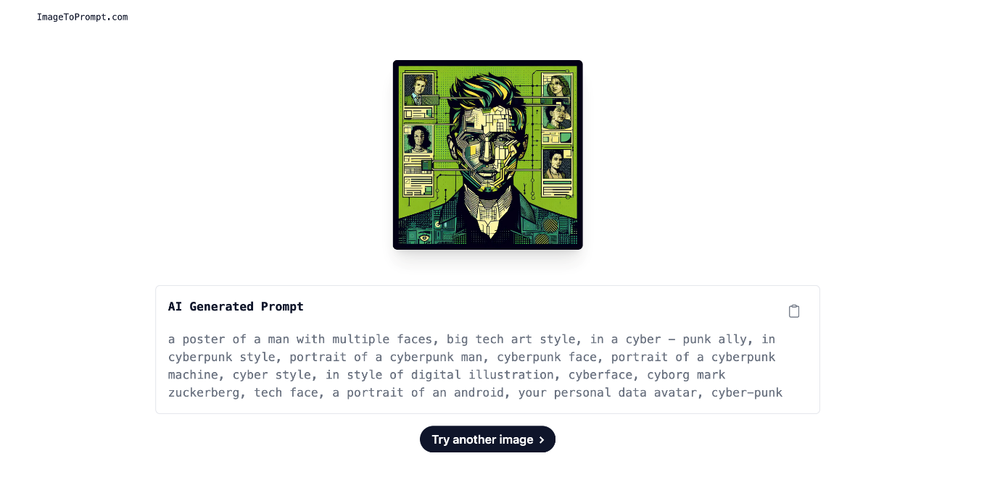 ImageToPrompt.com
AI Generated Prompt
a poster of a man with multiple faces, big tech art style, in a cyber - punk ally, in
cyberpunk style, portrait of a cyberpunk man, cyberpunk face, portrait of a cyberpunk
machine, cyber style, in style of digital illustration, cyberface, cyborg mark
zuckerberg, tech face, a portrait of an android, your personal data avatar, cyber-punk
Try another image